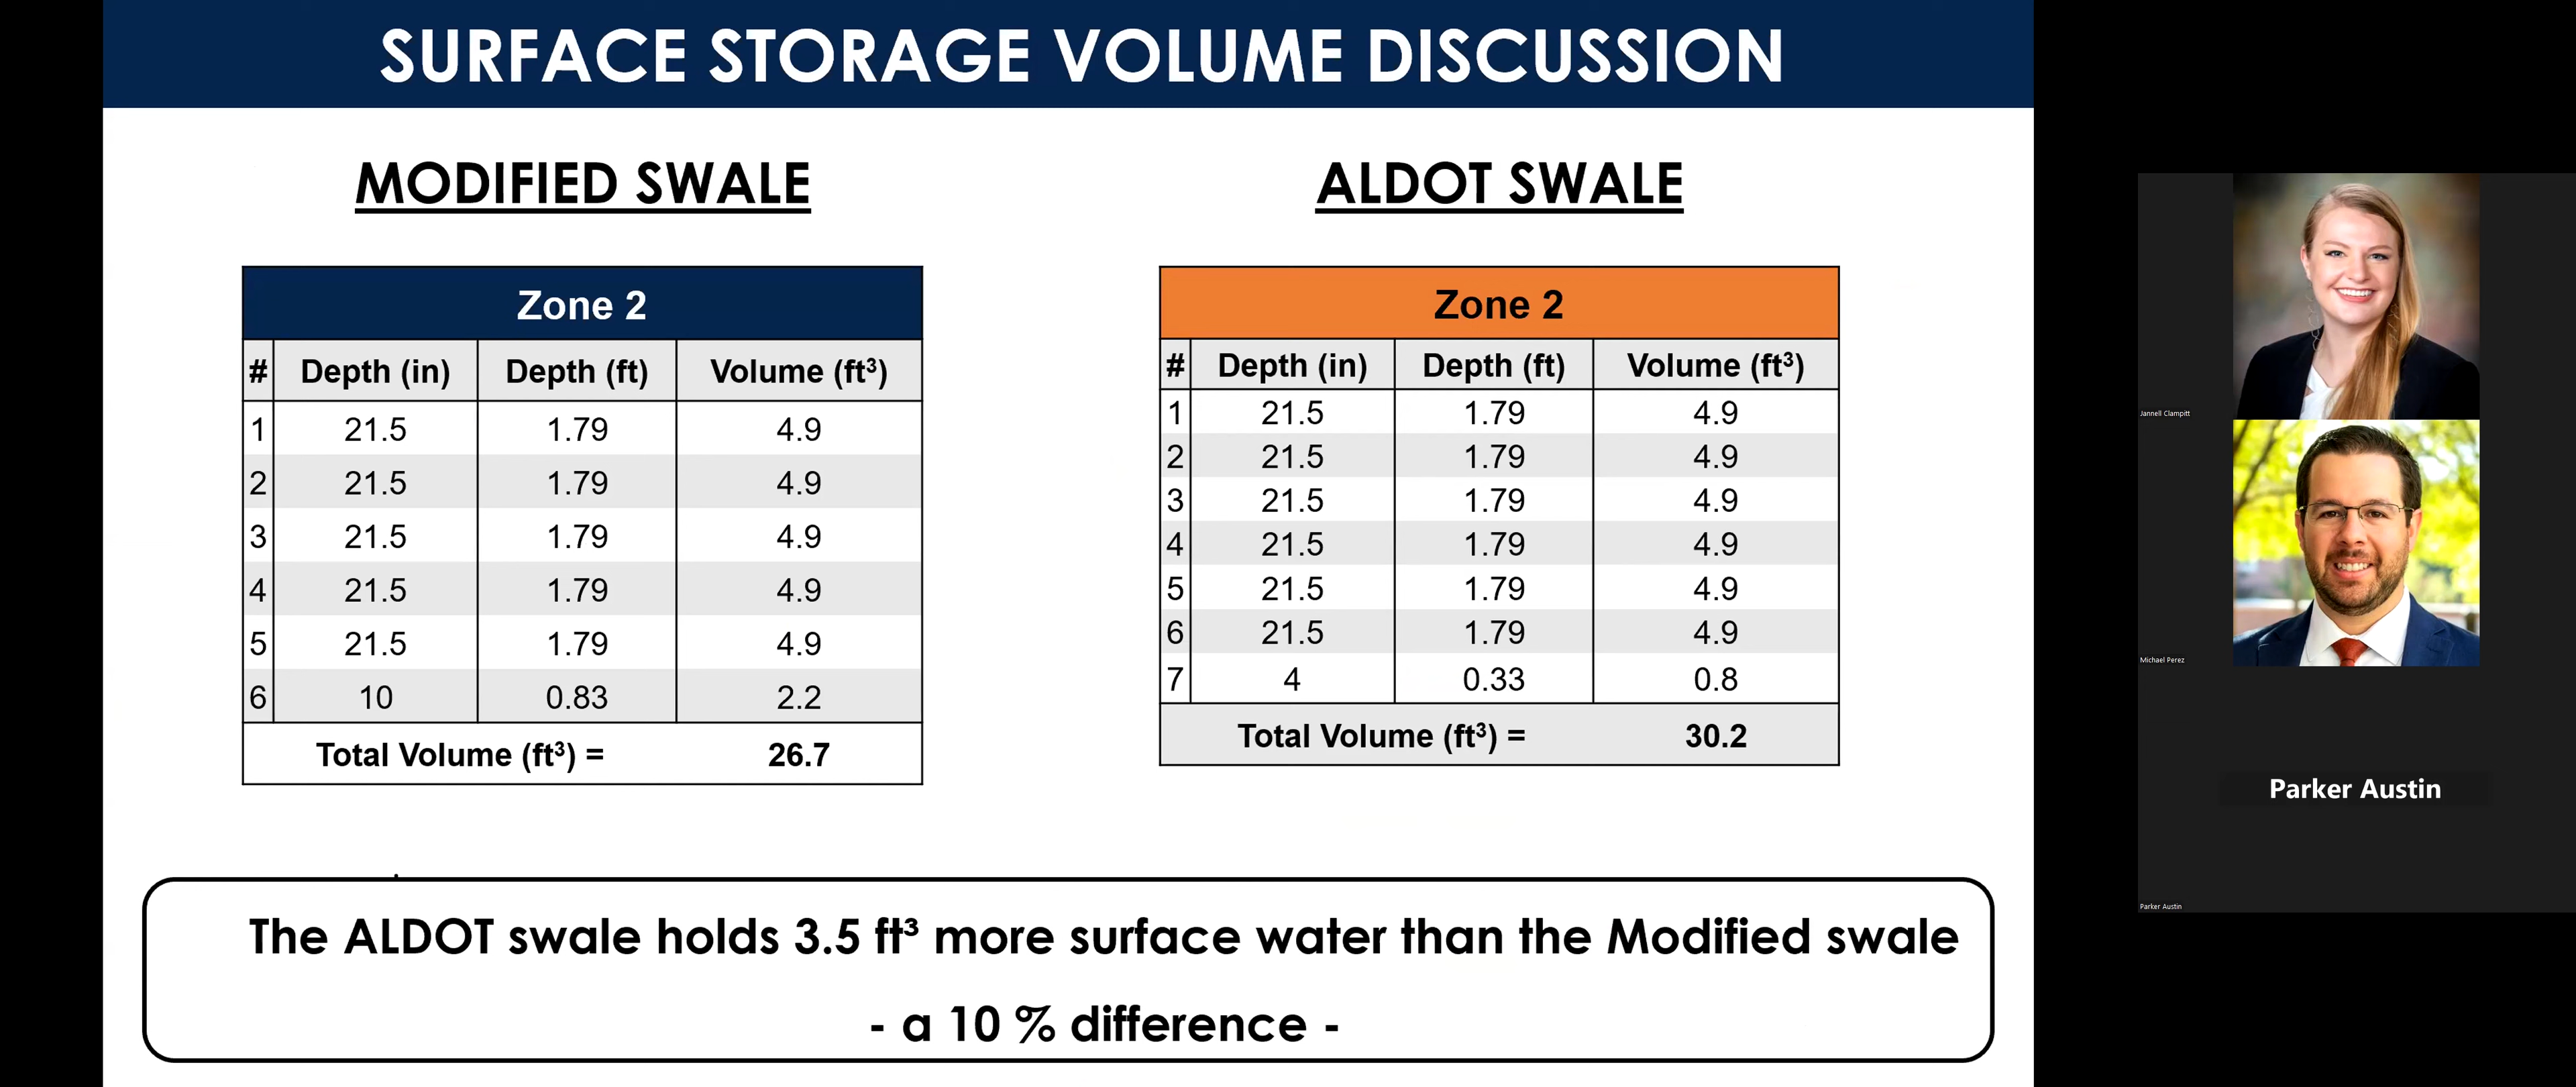 SURFACE STORAGE VOLUME DISCUSSION
MODIFIED SWALE
Zone 2
# Depth (in) Depth (ft) Volume (ft³)
1 21.5 1.79 4.9
2 21.5 1.79 4.9
3 21.5 1.79 4.9
4 21.5 1.79 4.9
5 21.5 1.79 4.9
6 10 0.83 2.2
Total Volume (ft³) = 26.7
ALDOT SWALE
Zone 2
# Depth (in) Depth (ft) Volume (ft³)
1 21.5 1.79 4.9
2 21.5 1.79 4.9
3 21.5 1.79 4.9
4 21.5 1.79 4.9
5 21.5 1.79 4.9
6 21.5 1.79 4.9
7 4 0.33 0.8
Total Volume (ft³) = 30.2
The ALDOT swale holds 3.5 ft³ more surface water than the Modified swale
- a 10 % difference -
Jannell Clampitt
Michael Perez
Parker Austin
Parker Austin